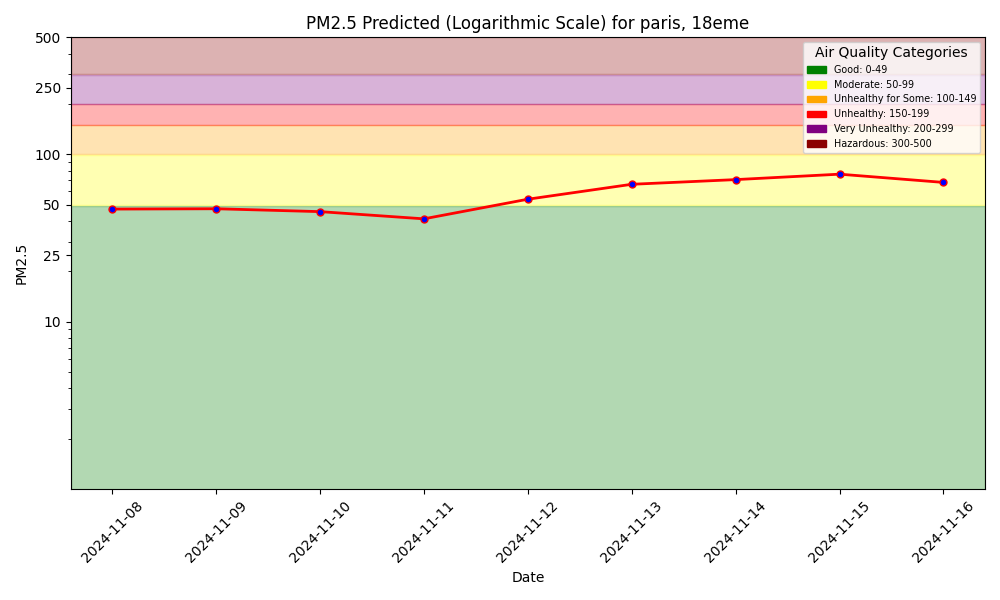 PM2.5 Predicted (Logarithmic Scale) for paris, 18eme
Air Quality Categories
Good: 0-49
Moderate: 50-99
Unhealthy for Some: 100-149
Unhealthy: 150-199
Very Unhealthy: 200-299
Hazardous: 300-500
PM2.5
500
250
100
50
25
10
2024-11-08
2024-11-09
2024-11-10
2024-11-11
2024-11-12
2024-11-13
2024-11-14
2024-11-15
2024-11-16
Date